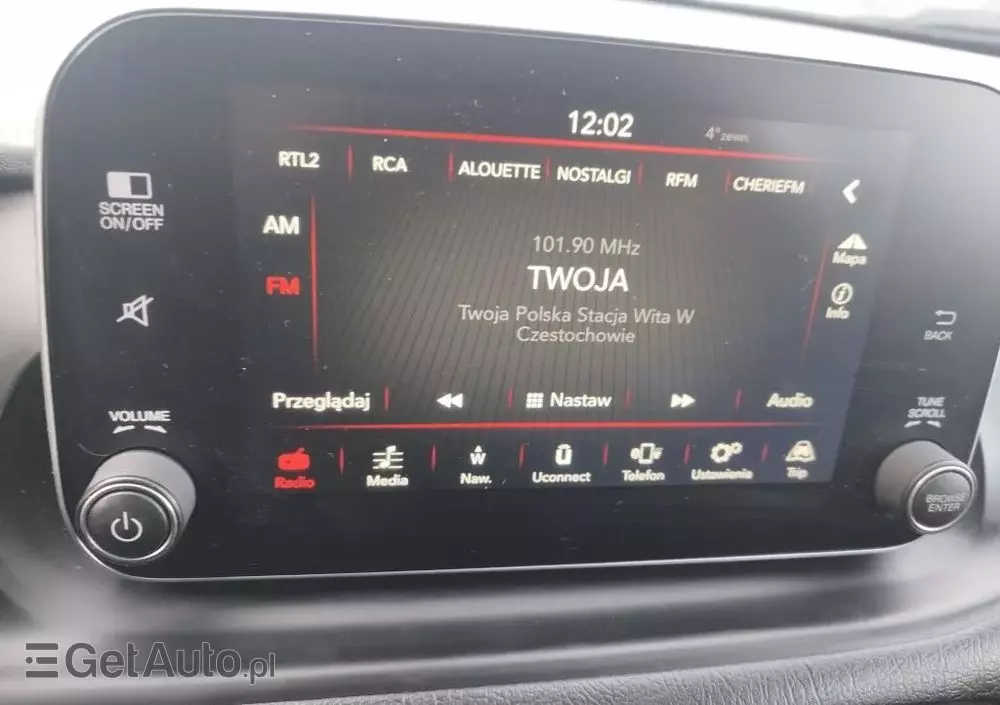 12:02
4° zewn.
RTL2 RCA ALOUETTE NOSTALGI RFM CHERIEFM
SCREEN
ON/OFF
AM
FM
101.90 MHz
TWOJA
Twoja Polska Stacja Wita W
Czestochowie
Mapa
Info
BACK
Przeglądaj Nastaw Audio
VOLUME
TUNE
SCROLL
Radio Media Naw. Uconnect Telefon Ustawienia Trip
W
BROWSE
ENTER
GetAuto.pl